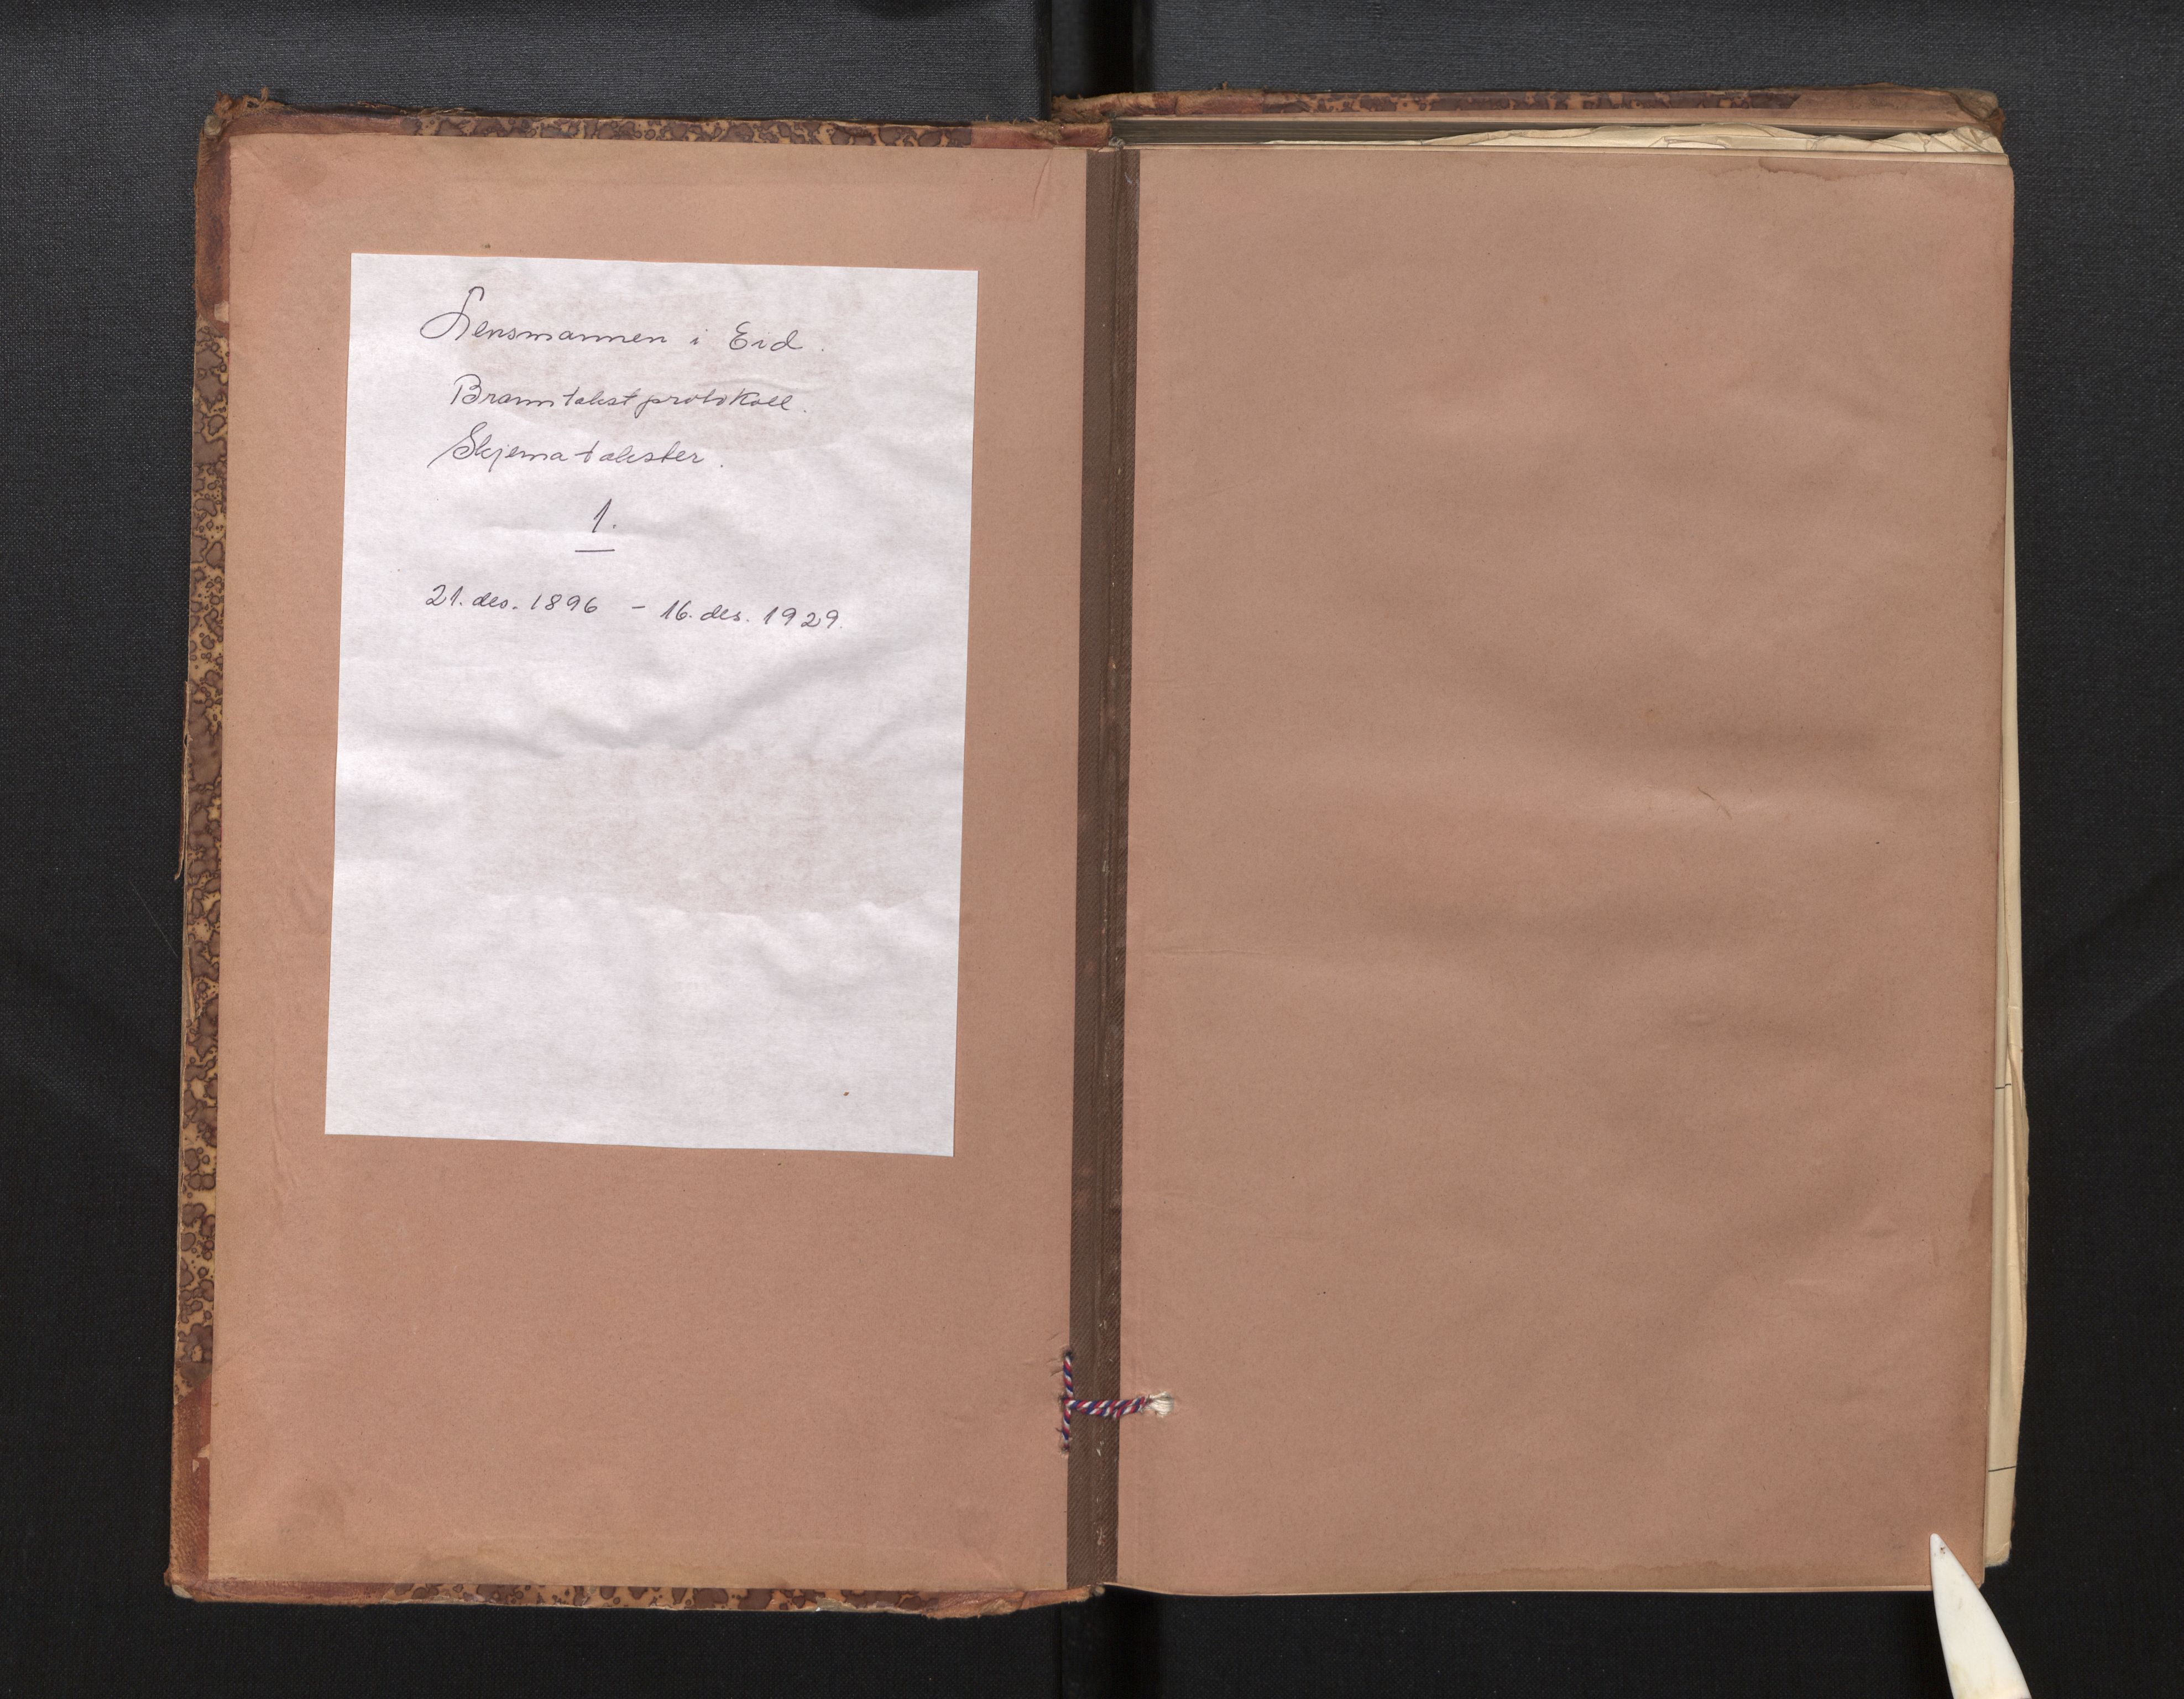 Lensmannen i Eid.
Branntakstprotokoll.
Skjematakster.
1.
21. des. 1896 - 16. des. 1929.